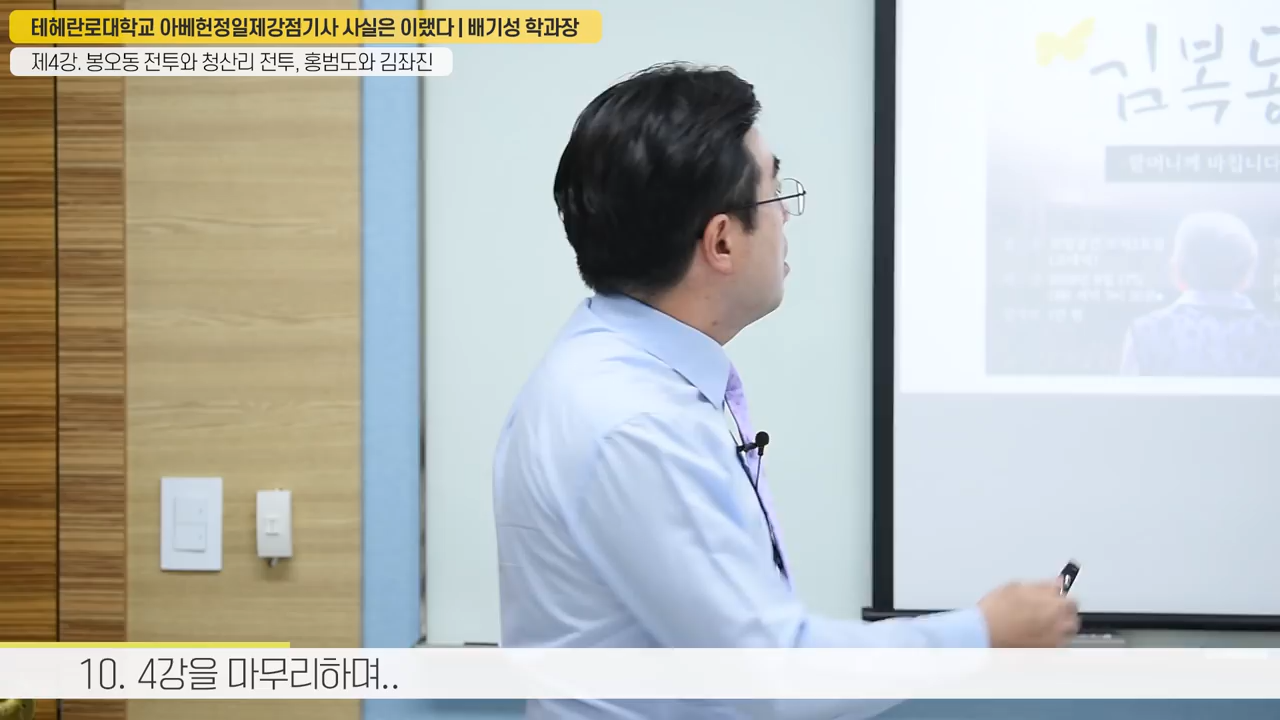 테헤란로대학교 아베헌정일제강점기사 사실은 이랬다 | 배기성 학과장
제4강. 봉오동 전투와 청산리 전투, 홍범도와 김좌진
김복동
할머니께 바칩니다
10. 4강을 마무리하며..